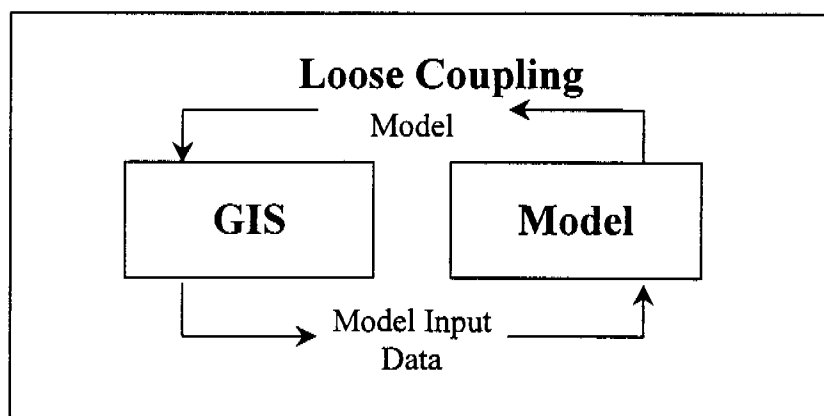 Loose Coupling
Model
GIS
Model
Model Input
Data